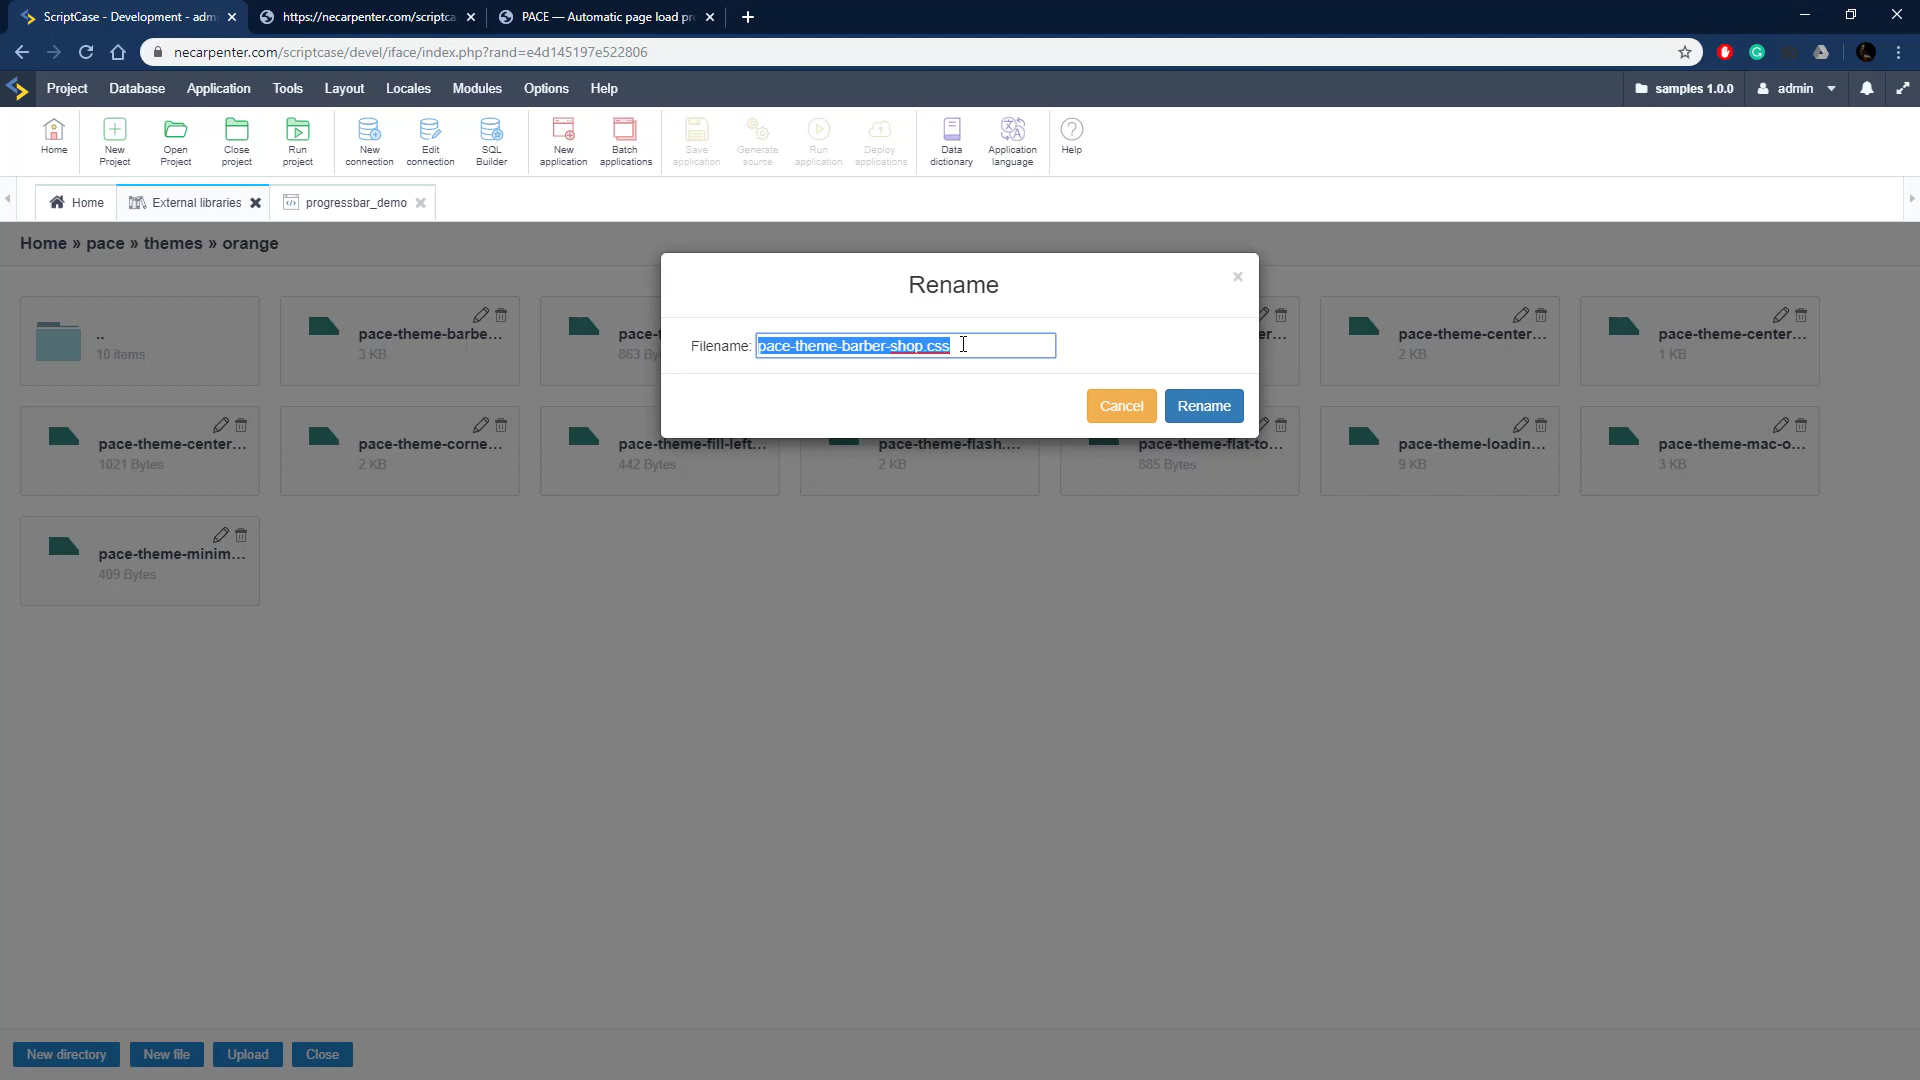 ScriptCase - Development - adm
https://necarpenter.com/scriptca
PACE — Automatic page load pr
necarpenter.com/scriptcase/devel/iface/index.php?rand=e4d145197e522806
Project Database Application Tools Layout Locales Modules Options Help
samples 1.0.0 admin
Home
New Project
Open Project
Close project
Run project
New connection
Edit connection
SQL Builder
New application
Batch applications
Save application
Generate source
Run application
Deploy applications
Data dictionary
Application language
Help
Home External libraries progressbar_demo
Home » pace » themes » orange
Rename
Filename: pace-theme-barber-shop.css
Cancel Rename
..
10 items
pace-theme-barbe...
3 KB
pace-t
863 By
er...
pace-theme-center...
2 KB
pace-theme-center...
1 KB
pace-theme-center...
1021 Bytes
pace-theme-corne...
2 KB
pace-theme-fill-left...
442 Bytes
pace-theme-flash....
2 KB
pace-theme-flat-to...
885 Bytes
pace-theme-loadin...
9 KB
pace-theme-mac-o...
3 KB
pace-theme-minim...
409 Bytes
New directory New file Upload Close